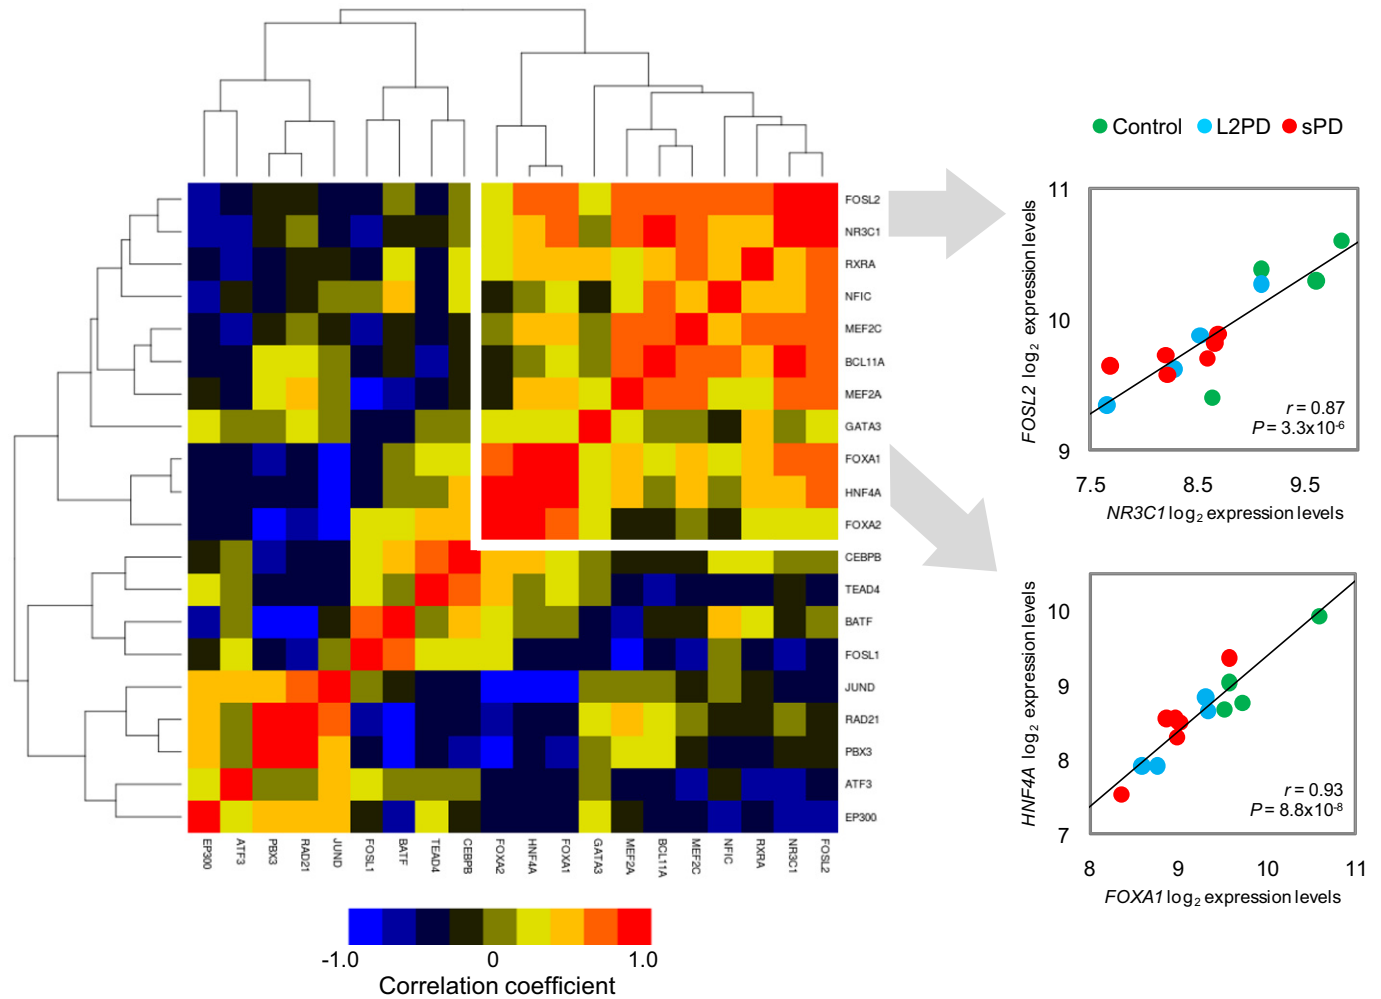 Control L2PD sPD
FOSL2
NR3C1
RXRA
NFIC
MEF2C
BCL11A
MEF2A
GATA3
FOXA1
HNF4A
FOXA2
CEBPB
TEAD4
BATF
FOSL1
JUND
RAD21
PBX3
ATF3
EP300
EP300 ATF3 PBX3 RAD21 JUND FOSL1 BATF TEAD4 CEBPB FOXA2 HNF4A FOXA1 GATA3 MEF2A BCL11A MEF2C NFIC RXRA NR3C1 FOSL2
-1.0 0 1.0
Correlation coefficient
FOSL2 log2 expression levels
11
10
9
r = 0.87
P = 3.3x10-6
7.5 8.5 9.5
NR3C1 log2 expression levels
HNF4A log2 expression levels
10
9
8
7
r = 0.93
P = 8.8x10-8
8 9 10 11
FOXA1 log2 expression levels